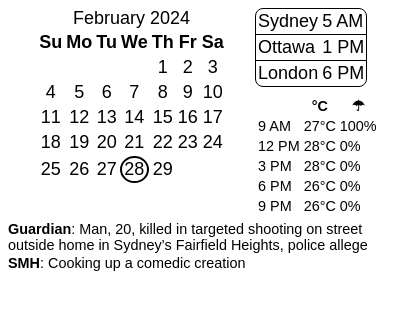 February 2024
Su Mo Tu We Th Fr Sa
1 2 3
4 5 6 7 8 9 10
11 12 13 14 15 16 17
18 19 20 21 22 23 24
25 26 27 28 29
Sydney 5 AM
Ottawa 1 PM
London 6 PM
°C ☂
9 AM 27°C 100%
12 PM 28°C 0%
3 PM 28°C 0%
6 PM 26°C 0%
9 PM 26°C 0%
Guardian: Man, 20, killed in targeted shooting on street
outside home in Sydney’s Fairfield Heights, police allege
SMH: Cooking up a comedic creation